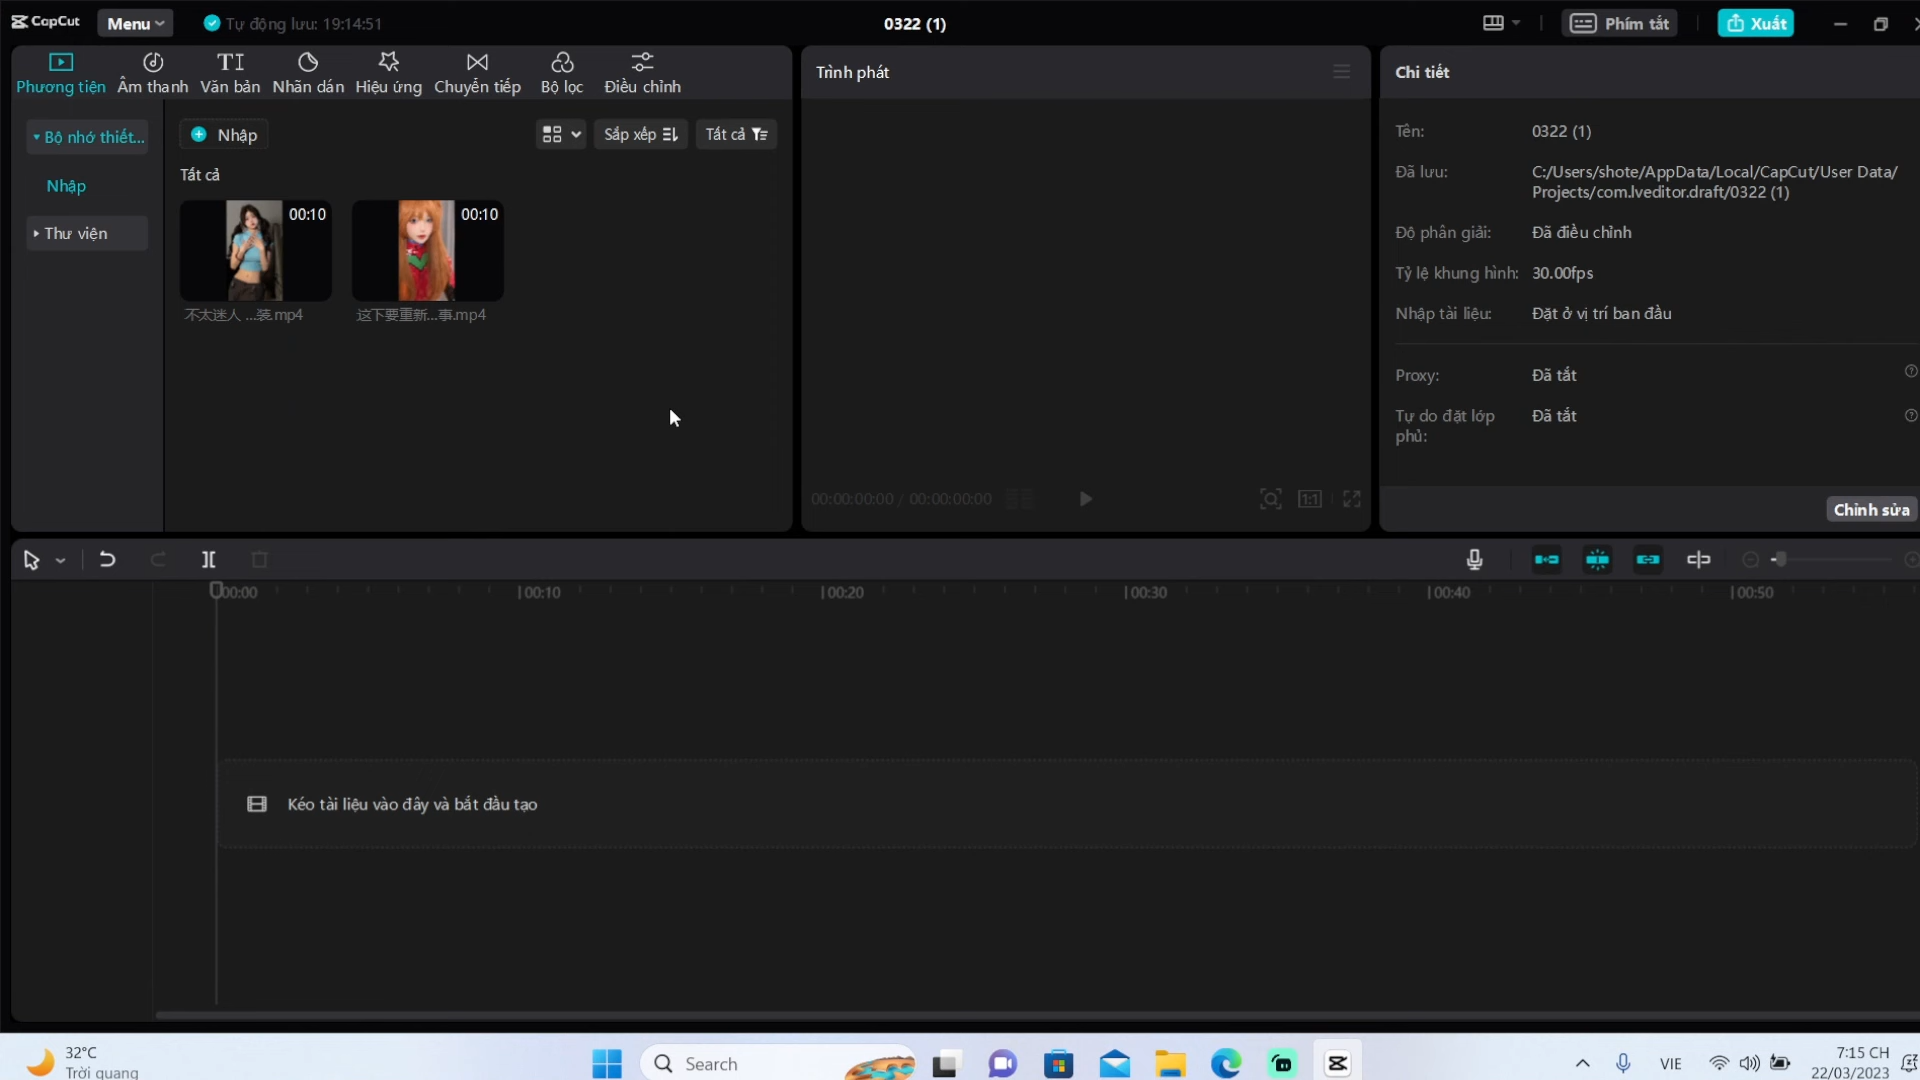 CapCut
Menu
Tự động lưu: 19:14:51
0322 (1)
Phím tắt
Xuất
Phương tiện
Âm thanh
Văn bản
Nhãn dán
Hiệu ứng
Chuyển tiếp
Bộ lọc
Điều chỉnh
Bộ nhớ thiết...
Nhập
Thư viện
Nhập
Sắp xếp
Tất cả
Tất cả
00:10
00:10
不太迷人 ...装.mp4
这下要重新...事.mp4
Trình phát
00:00:00:00 / 00:00:00:00
1:1
Chi tiết
Tên: 0322 (1)
Đã lưu: C:/Users/shote/AppData/Local/CapCut/User Data/
Projects/com.lveditor.draft/0322 (1)
Độ phân giải: Đã điều chỉnh
Tỷ lệ khung hình: 30.00fps
Nhập tài liệu: Đặt ở vị trí ban đầu
Proxy: Đã tắt
Tự do đặt lớp Đã tắt
phủ:
Chỉnh sửa
00:00 00:10 00:20 00:30 00:40 00:50
Kéo tài liệu vào đây và bắt đầu tạo
32°C
Trời quang
Search
VIE
7:15 CH
22/03/2023